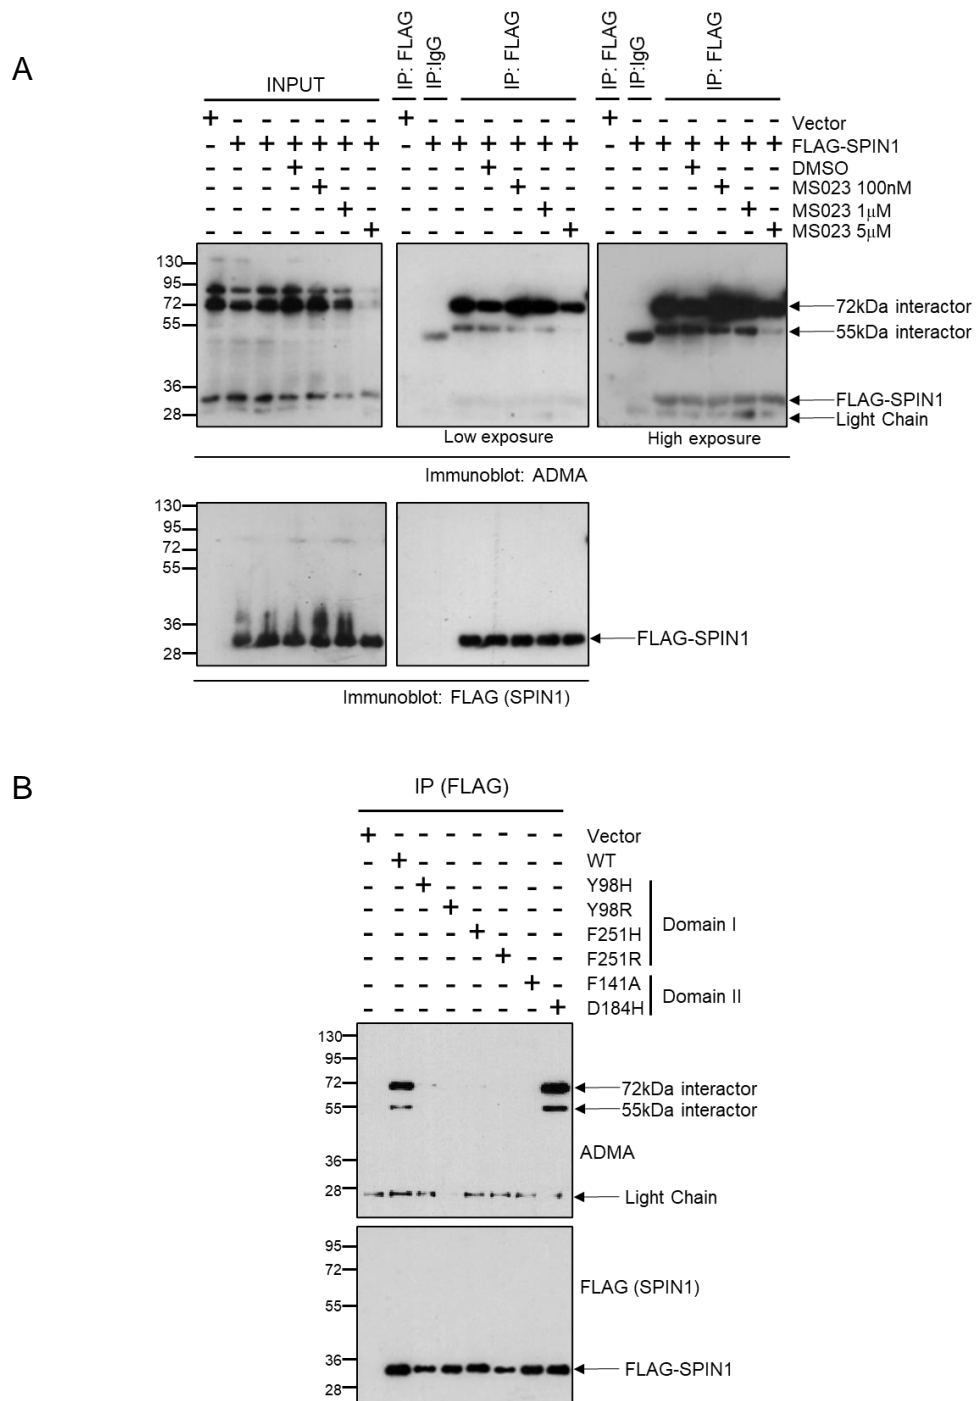 A
INPUT
IP: FLAG
IP:IgG
IP: FLAG
IP: FLAG
IP:IgG
IP: FLAG
+ - - - - - - + - - - - - - + - - - - - - Vector
- + + + + + + - + + + + + + - + + + + + + FLAG-SPIN1
- - - + - - - - - - + - - - - - - + - - - DMSO
- - - - + - - - - - - + - - - - - - + - - MS023 100nM
- - - - - + - - - - - - + - - - - - - + - MS023 1µM
- - - - - - + - - - - - - + - - - - - - + MS023 5µM
130
95
72
55
36
28
72kDa interactor
55kDa interactor
FLAG-SPIN1
Light Chain
Low exposure
High exposure
Immunoblot: ADMA
130
95
72
55
36
28
FLAG-SPIN1
Immunoblot: FLAG (SPIN1)
B
IP (FLAG)
+ - - - - - - - Vector
- + - - - - - - WT
- - + - - - - - Y98H
- - - + - - - - Y98R
- - - - + - - - F251H
- - - - - + - - F251R
Domain I
- - - - - - + - F141A
- - - - - - - + D184H
Domain II
130
95
72
55
36
28
72kDa interactor
55kDa interactor
ADMA
Light Chain
95
72
55
36
28
FLAG (SPIN1)
FLAG-SPIN1